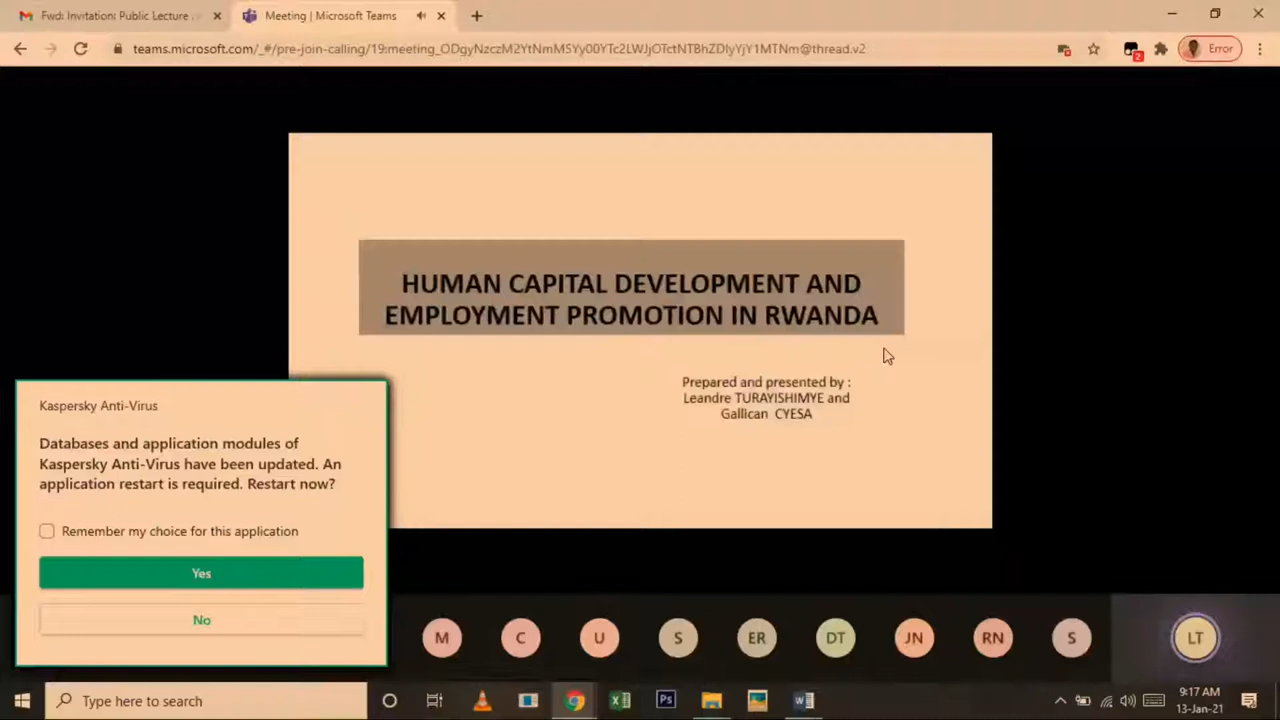 Fwd: Invitation: Public Lecture
Meeting | Microsoft Teams
teams.microsoft.com/_#/pre-join-calling/19:meeting_ODgyNzczM2YtNmM5Yy00YTc2LWJjOTctNTBhZDIyYjY1MTNm@thread.v2
2
Error
HUMAN CAPITAL DEVELOPMENT AND
EMPLOYMENT PROMOTION IN RWANDA
Prepared and presented by :
Leandre TURAYISHIMYE and
Gallican CYESA
Kaspersky Anti-Virus
Databases and application modules of
Kaspersky Anti-Virus have been updated. An
application restart is required. Restart now?
Remember my choice for this application
Yes
No
M C U S ER DT JN RN S LT
Type here to search
Ps
9:17 AM
13-Jan-21